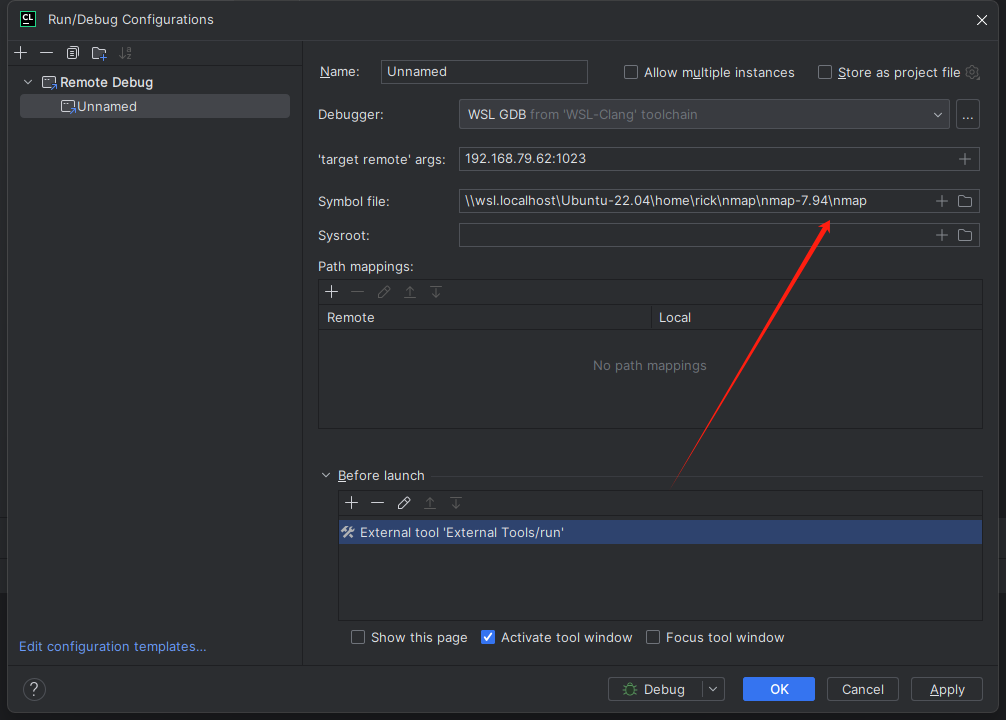 CL Run/Debug Configurations
Remote Debug
Unnamed
Name: Unnamed Allow multiple instances Store as project file
Debugger: WSL GDB from 'WSL-Clang' toolchain ...
'target remote' args: 192.168.79.62:1023
Symbol file: \\wsl.localhost\Ubuntu-22.04\home\rick\nmap\nmap-7.94\nmap
Sysroot:
Path mappings:
Remote Local
No path mappings
Before launch
External tool 'External Tools/run'
Show this page Activate tool window Focus tool window
Edit configuration templates...
? Debug OK Cancel Apply